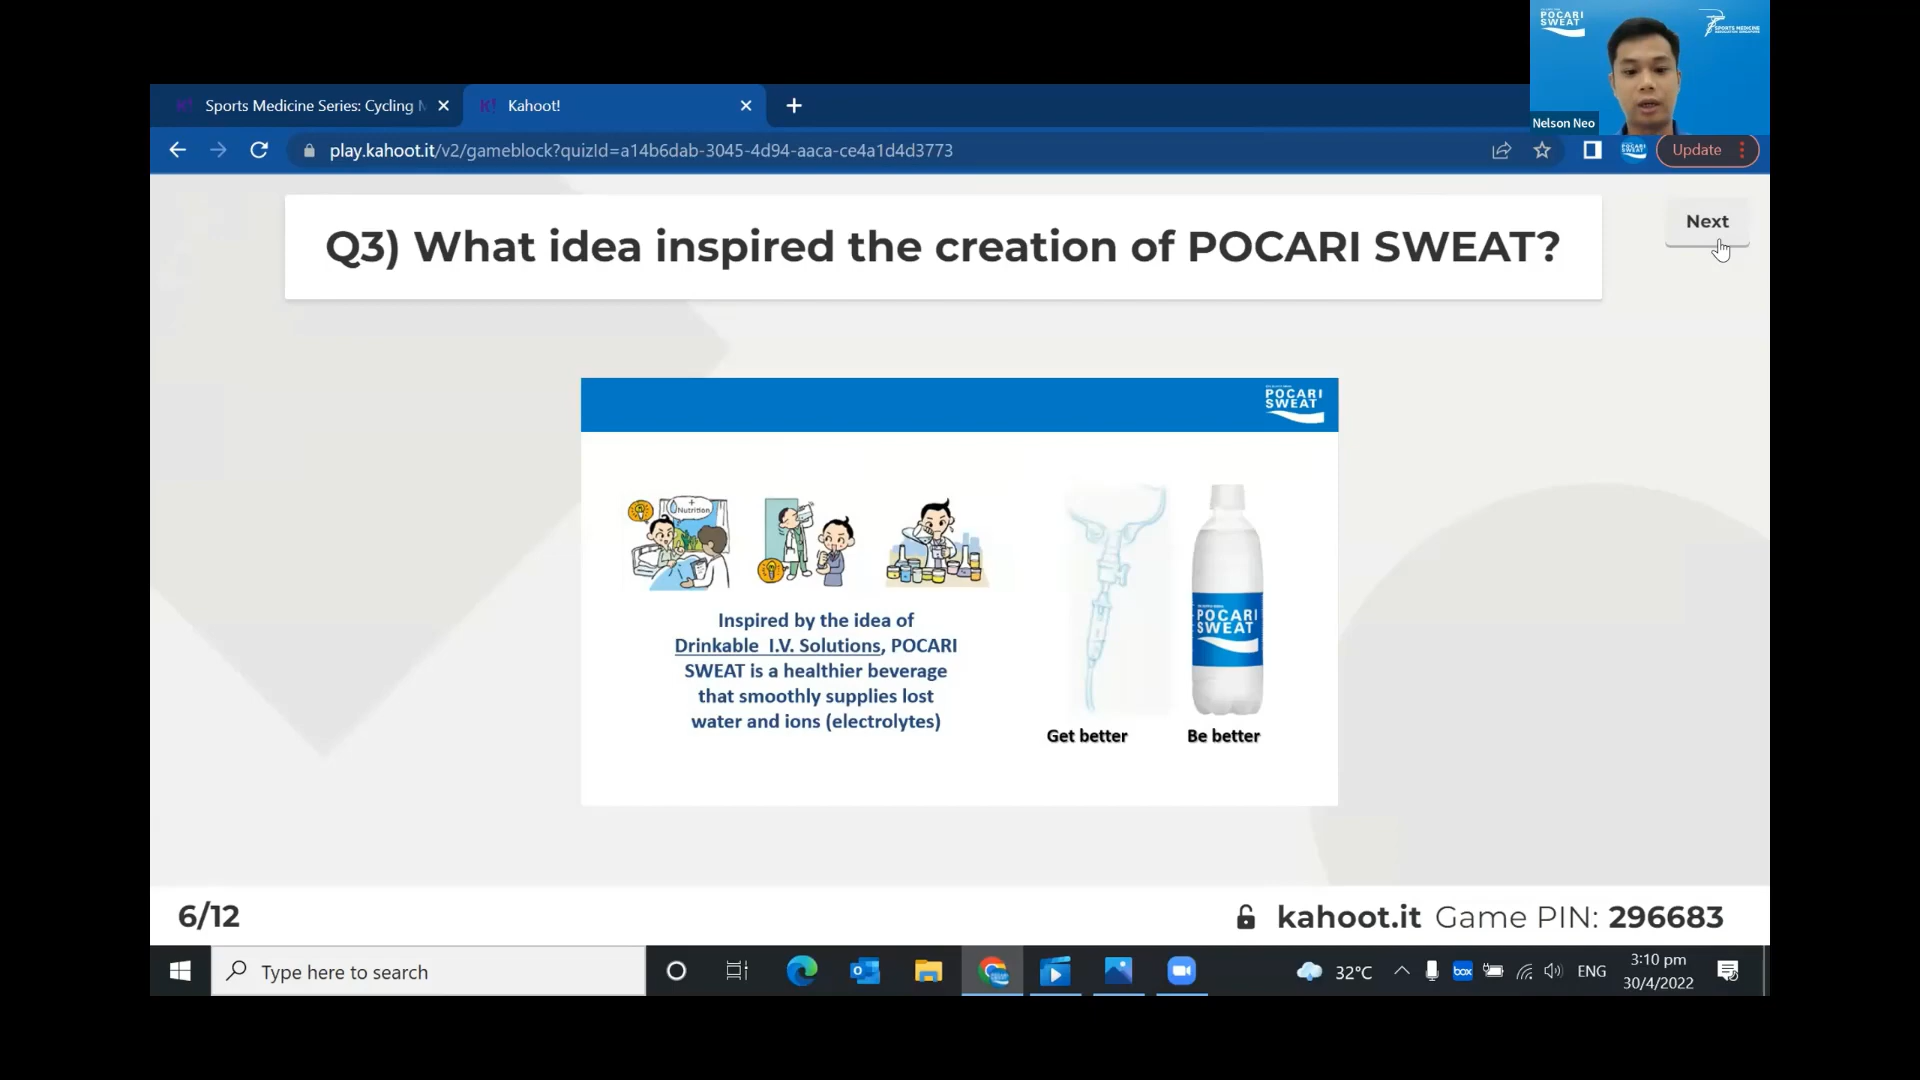 POCARI
SWEAT
SPORTS MEDICINE
Nelson Neo
Sports Medicine Series: Cycling
Kahoot!
play.kahoot.it/v2/gameblock?quizId=a14b6dab-3045-4d94-aaca-ce4a1d4d3773
Update
Q3) What idea inspired the creation of POCARI SWEAT?
Next
POCARI
SWEAT
+
Nutrition
Inspired by the idea of
Drinkable I.V. Solutions, POCARI
SWEAT is a healthier beverage
that smoothly supplies lost
water and ions (electrolytes)
POCARI
SWEAT
Get better
Be better
6/12
kahoot.it Game PIN: 296683
Type here to search
box
32°C
ENG
3:10 pm
30/4/2022